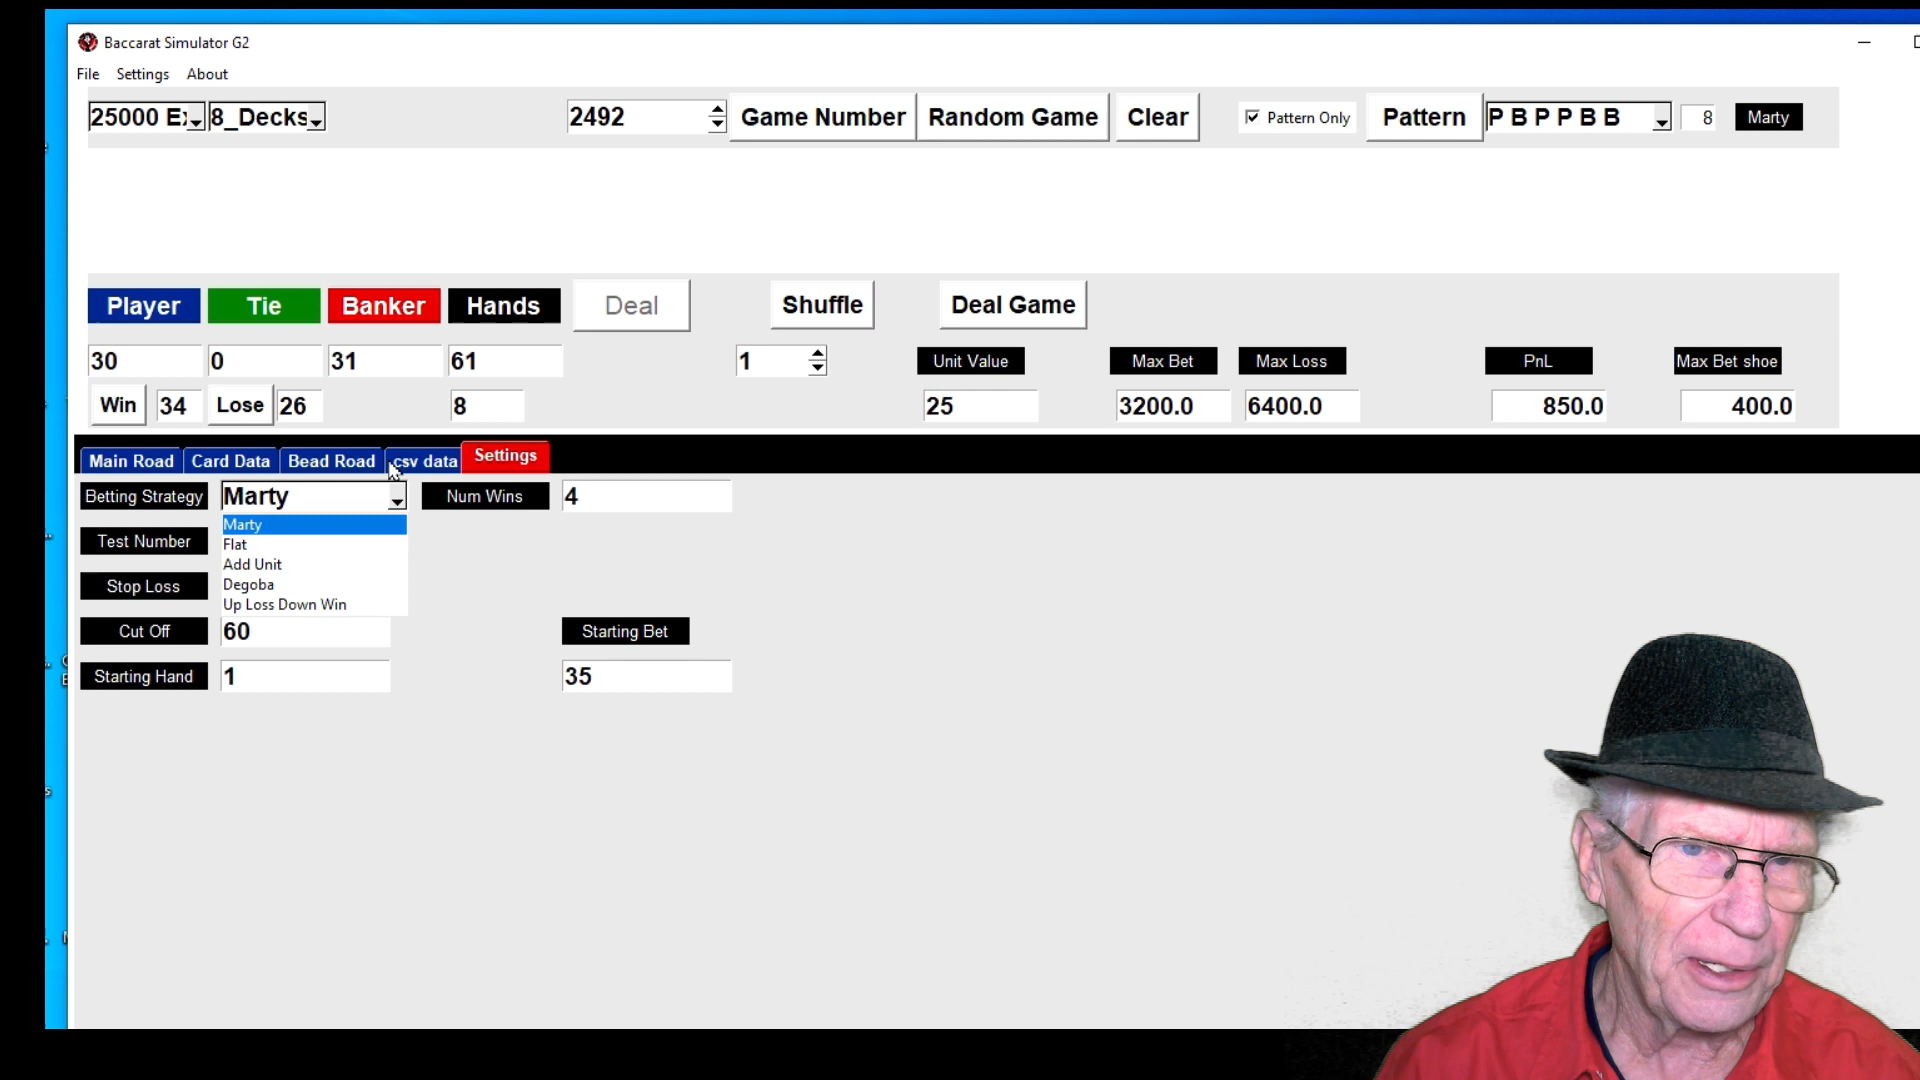 Baccarat Simulator G2
File Settings About
25000 E 8_Decks 2492 Game Number Random Game Clear Pattern Only Pattern P B P P B B 8 Marty
Player Tie Banker Hands Deal Shuffle Deal Game
30 0 31 61 1 Unit Value Max Bet Max Loss PnL Max Bet shoe
Win 34 Lose 26 8 25 3200.0 6400.0 850.0 400.0
Main Road Card Data Bead Road csv data Settings
Betting Strategy Marty Num Wins 4
Marty
Test Number Flat
Add Unit
Stop Loss Degoba
Up Loss Down Win
Cut Off 60 Starting Bet
Starting Hand 1 35